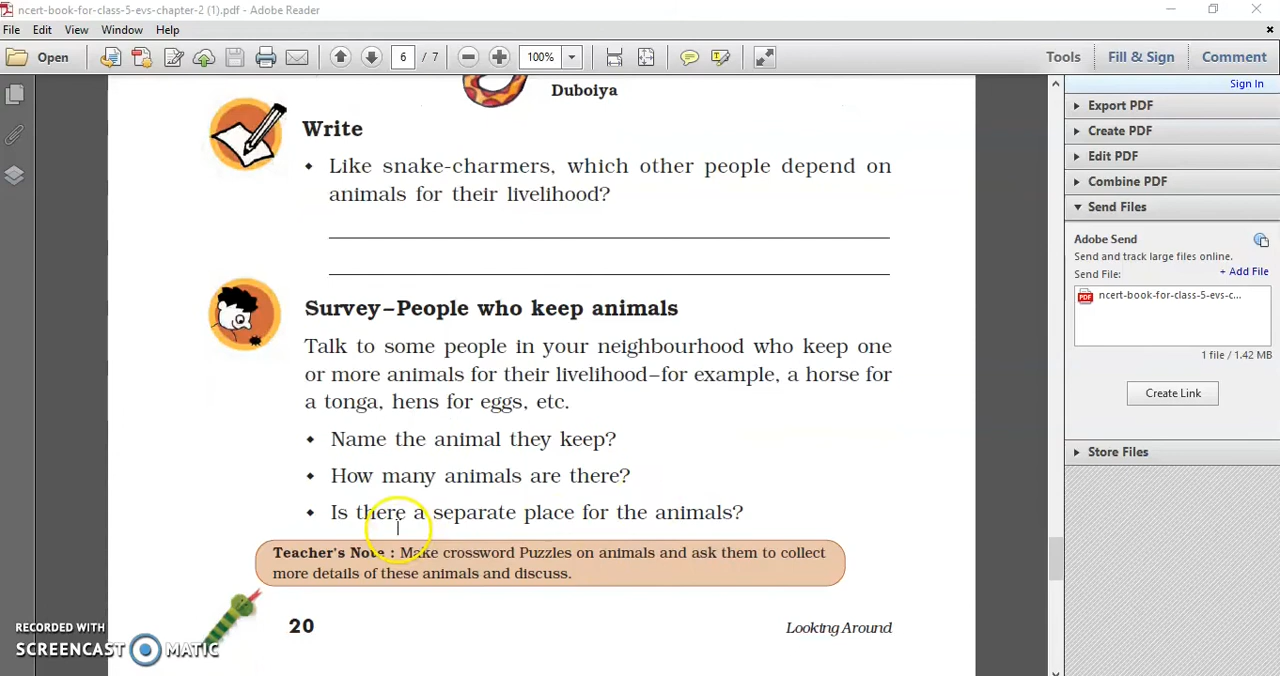 ncert-book-for-class-5-evs-chapter-2 (1).pdf - Adobe Reader
File Edit View Window Help
Open 6 / 7 100% Tools Fill & Sign Comment
Sign In
Duboiya
Write
Like snake-charmers, which other people depend on
animals for their livelihood?
Survey–People who keep animals
Talk to some people in your neighbourhood who keep one
or more animals for their livelihood–for example, a horse for
a tonga, hens for eggs, etc.
Name the animal they keep?
How many animals are there?
Is there a separate place for the animals?
Teacher's Note : Make crossword Puzzles on animals and ask them to collect
more details of these animals and discuss.
20
Looking Around
Export PDF
Create PDF
Edit PDF
Combine PDF
Send Files
Adobe Send
Send and track large files online.
Send File:
+ Add File
ncert-book-for-class-5-evs-c...
1 file / 1.42 MB
Create Link
Store Files
RECORDED WITH
SCREENCAST MATIC